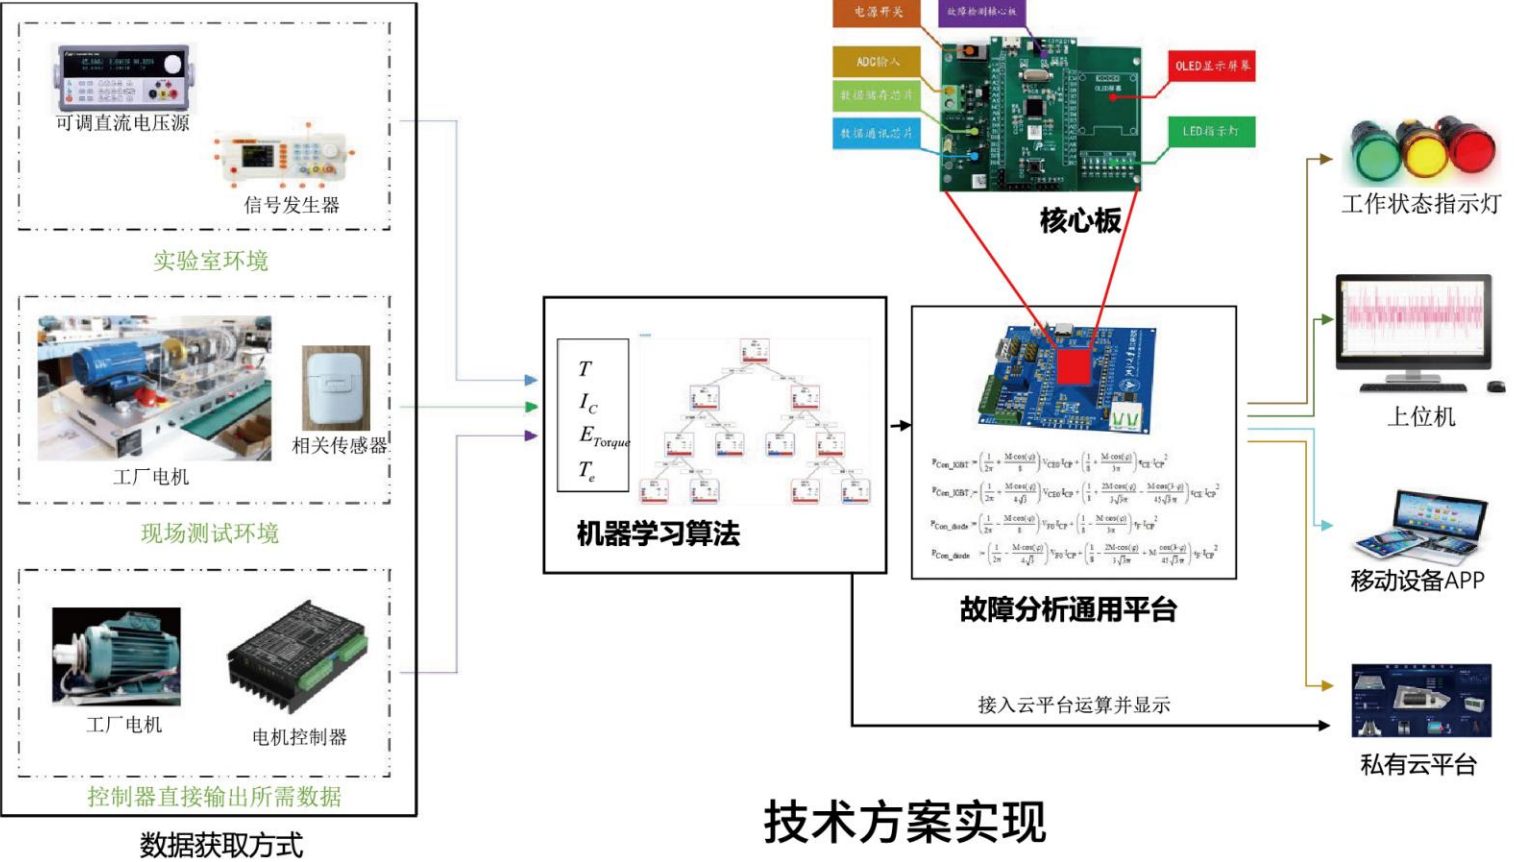 可调直流电压源
信号发生器
实验室环境
工厂电机
相关传感器
现场测试环境
工厂电机
电机控制器
控制器直接输出所需数据
数据获取方式
T
I_C
E_Torque
T_e
机器学习算法
电源开关
故障检测核心板
ADC输入
数据储存芯片
数据通讯芯片
OLED显示屏幕
LED指示灯
OLED屏幕
核心板
故障分析通用平台
接入云平台运算并显示
工作状态指示灯
上位机
移动设备APP
私有云平台
技术方案实现